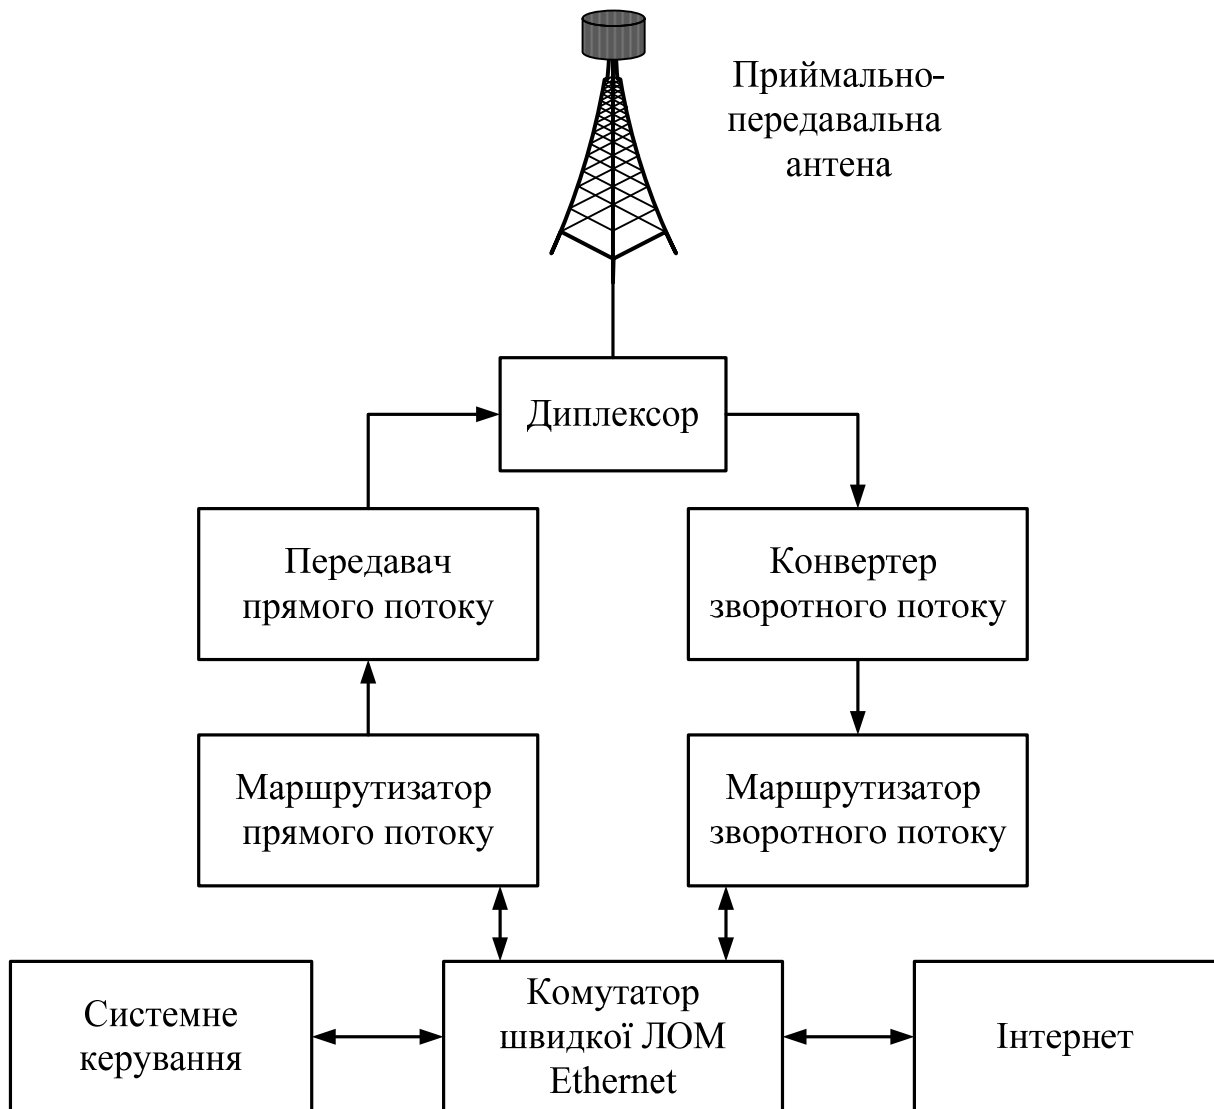 Приймально-
передавальна
антена
Диплексор
Передавач
прямого потоку
Конвертер
зворотного потоку
Маршрутизатор
прямого потоку
Маршрутизатор
зворотного потоку
Системне
керування
Комутатор
швидкої ЛОМ
Ethernet
Інтернет